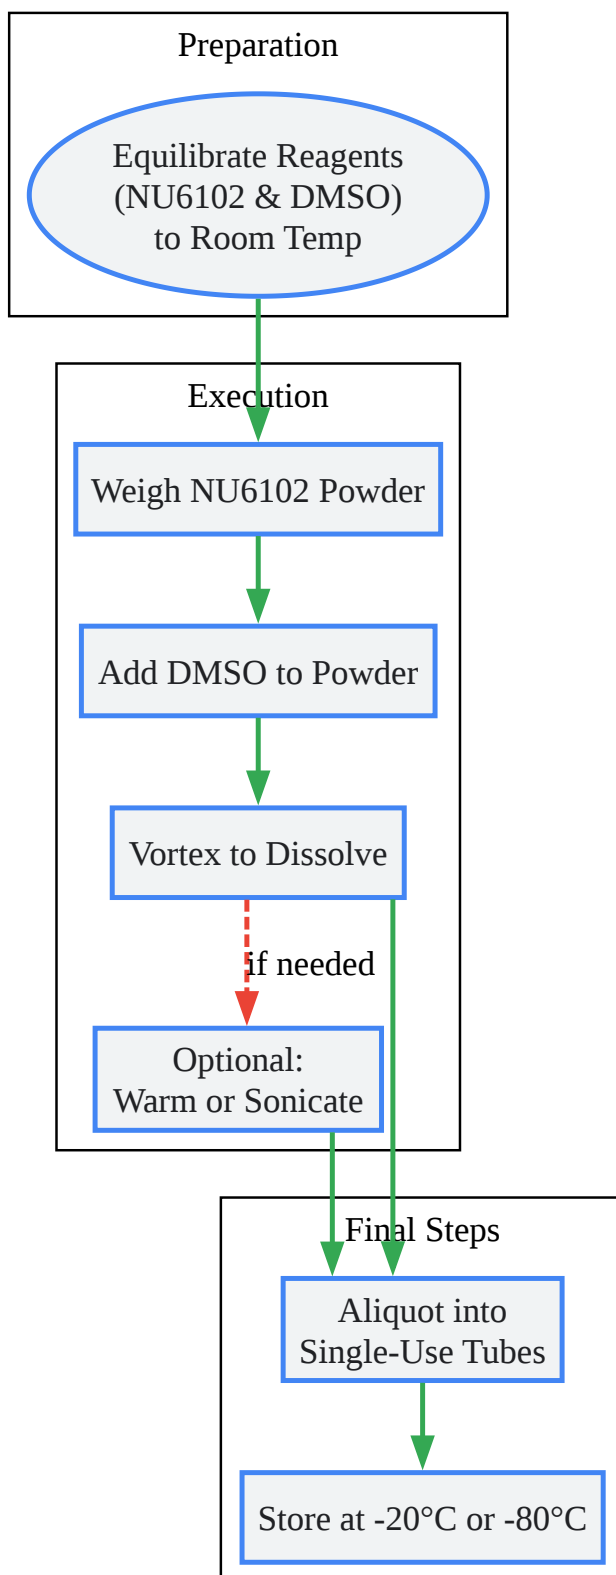 Preparation
Equilibrate Reagents
(NU6102 & DMSO)
to Room Temp
Execution
Weigh NU6102 Powder
Add DMSO to Powder
Vortex to Dissolve
if needed
Optional:
Warm or Sonicate
Final Steps
Aliquot into
Single-Use Tubes
Store at -20°C or -80°C